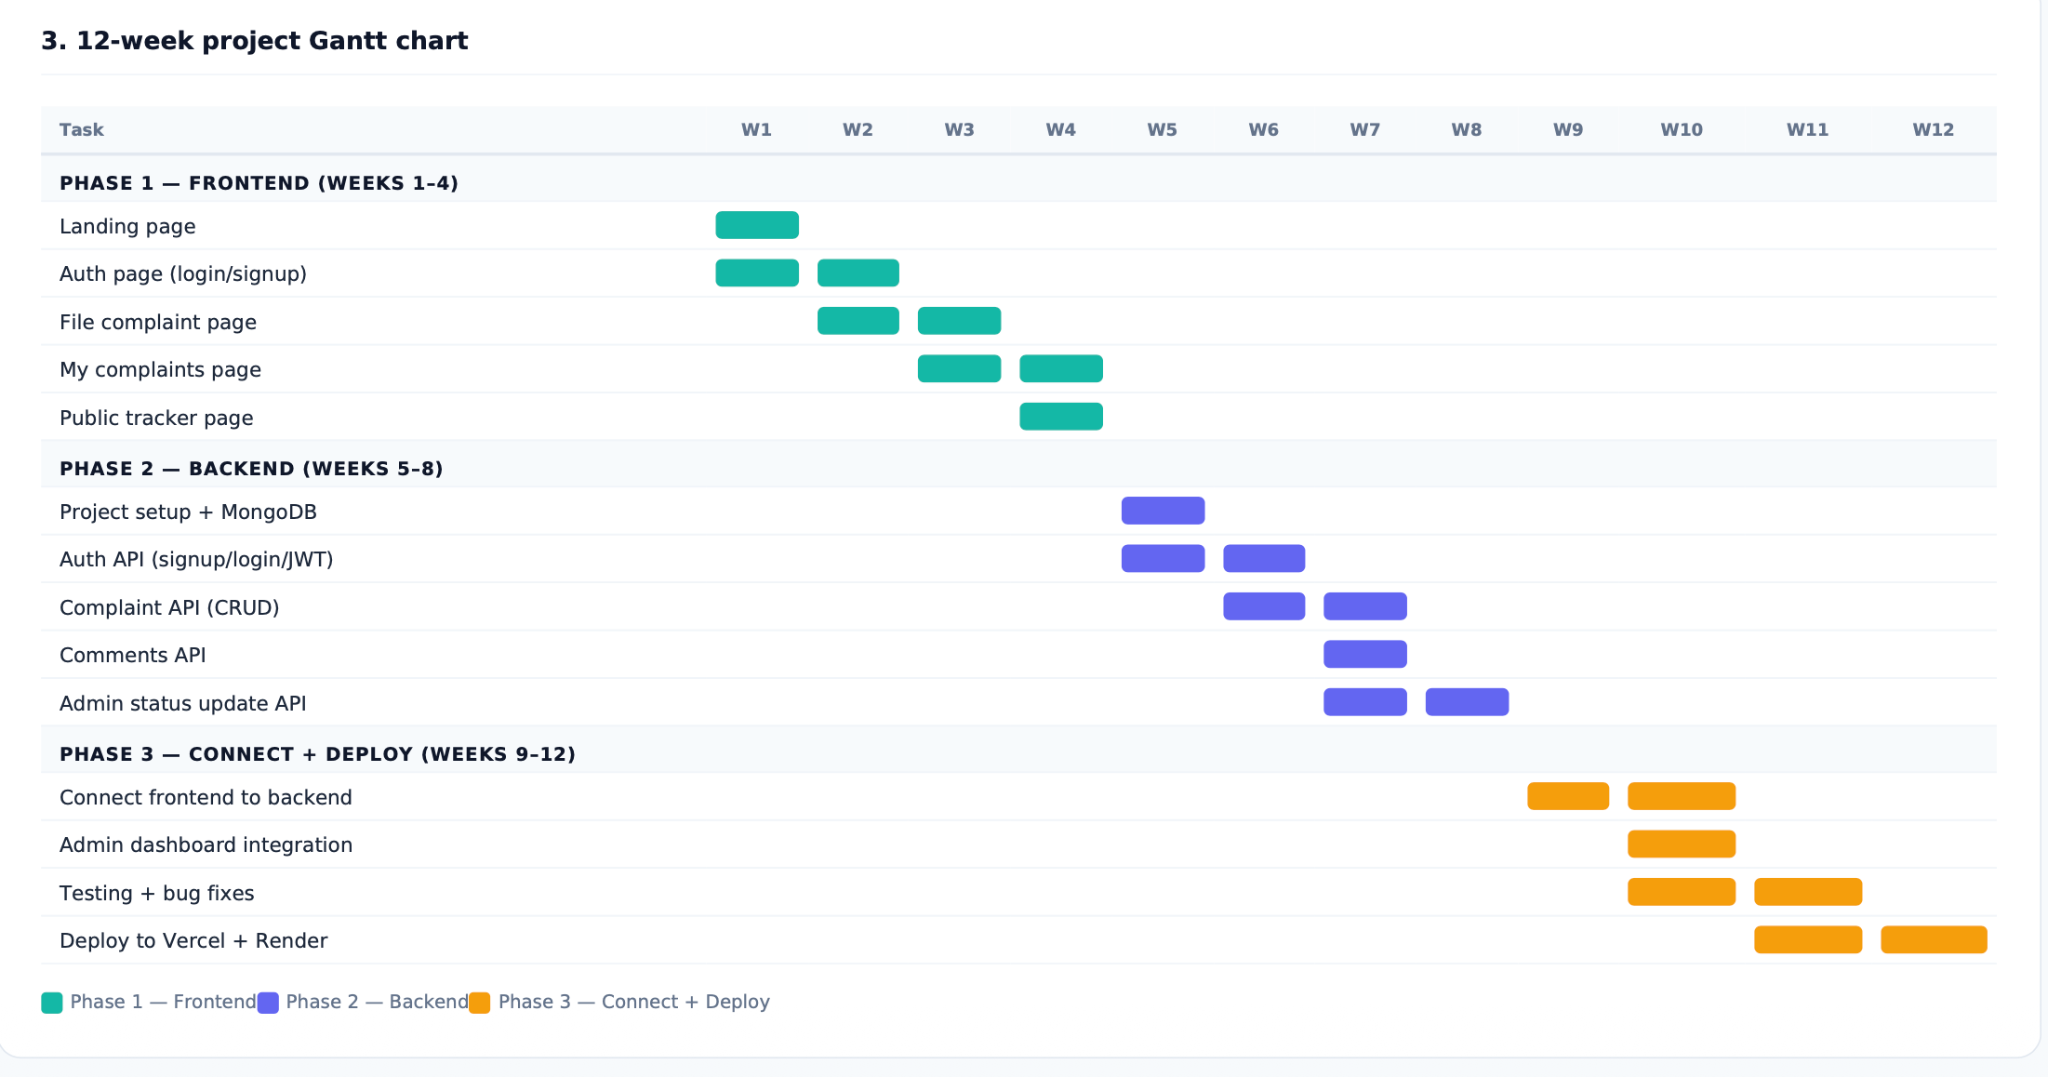 3. 12-week project Gantt chart
Task W1 W2 W3 W4 W5 W6 W7 W8 W9 W10 W11 W12
PHASE 1 — FRONTEND (WEEKS 1–4)
Landing page
Auth page (login/signup)
File complaint page
My complaints page
Public tracker page
PHASE 2 — BACKEND (WEEKS 5–8)
Project setup + MongoDB
Auth API (signup/login/JWT)
Complaint API (CRUD)
Comments API
Admin status update API
PHASE 3 — CONNECT + DEPLOY (WEEKS 9–12)
Connect frontend to backend
Admin dashboard integration
Testing + bug fixes
Deploy to Vercel + Render
Phase 1 — Frontend Phase 2 — Backend Phase 3 — Connect + Deploy